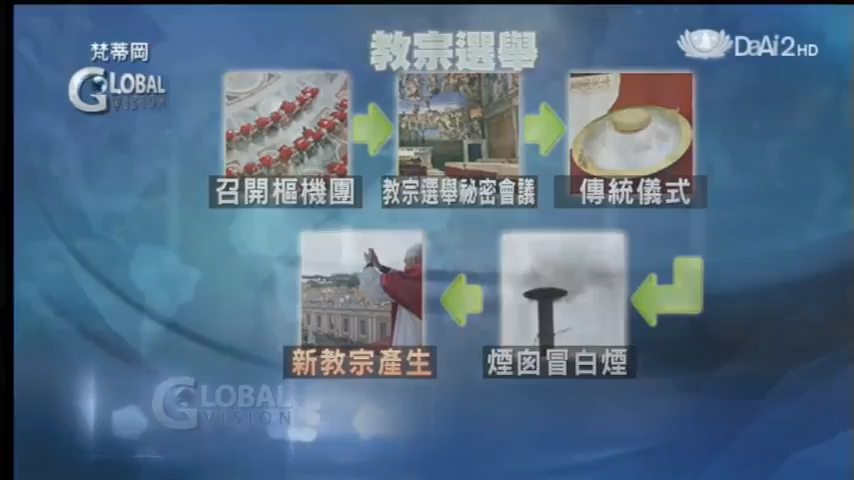 教宗選舉
梵蒂岡
GLOBAL
VISION
DaAi2HD
召開樞機團
教宗選舉祕密會議
傳統儀式
新教宗產生
煙囪冒白煙
GLOBAL
VISION